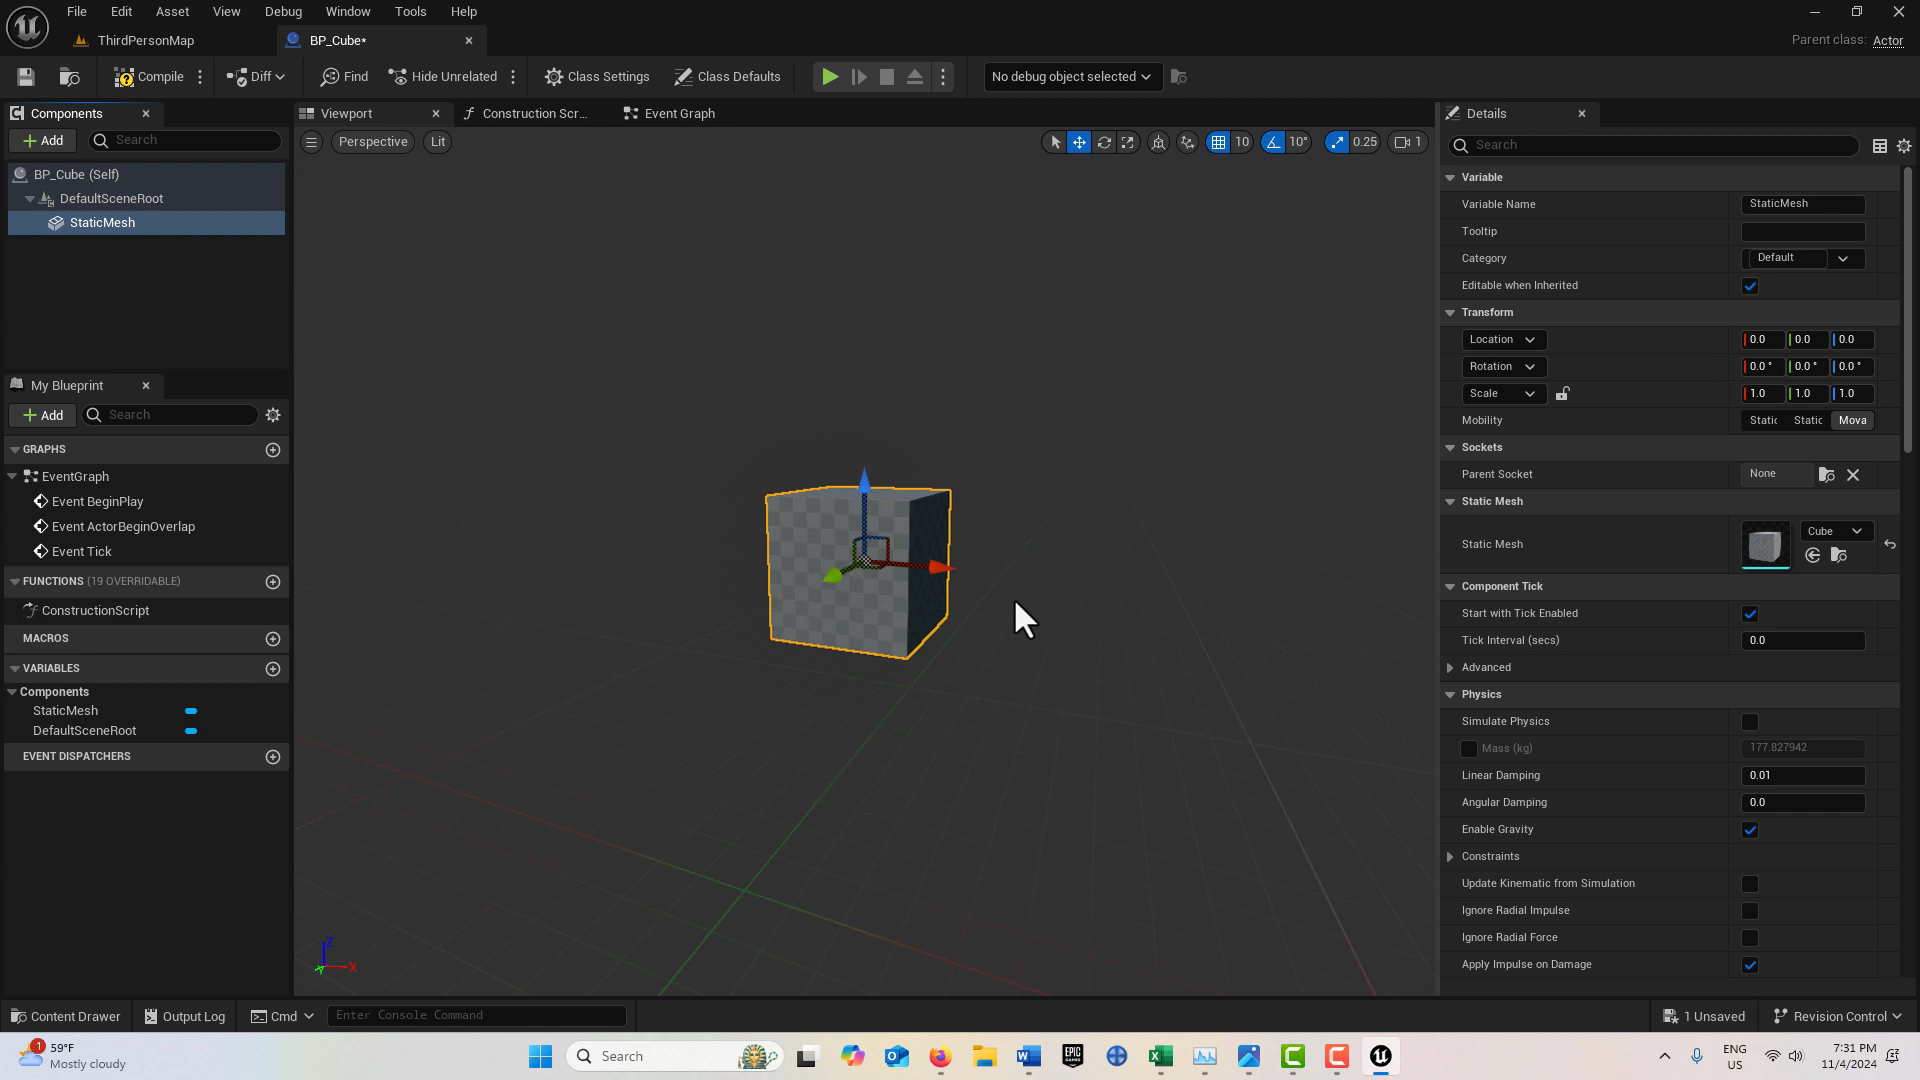 File Edit Asset View Debug Window Tools Help
ThirdPersonMap BP_Cube* Parent class: Actor
Compile Diff Find Hide Unrelated Class Settings Class Defaults No debug object selected
Components
Add Search
BP_Cube (Self)
DefaultSceneRoot
StaticMesh
My Blueprint
Add Search
GRAPHS
EventGraph
Event BeginPlay
Event ActorBeginOverlap
Event Tick
FUNCTIONS (19 OVERRIDABLE)
ConstructionScript
MACROS
VARIABLES
Components
StaticMesh
DefaultSceneRoot
EVENT DISPATCHERS
Viewport Construction Scr... Event Graph
Perspective Lit 10 10° 0.25 1
Z
X
Y
Details
Search
Variable
Variable Name StaticMesh
Tooltip
Category Default
Editable when Inherited
Transform
Location 0.0 0.0 0.0
Rotation 0.0 ° 0.0 ° 0.0 °
Scale 1.0 1.0 1.0
Mobility Static Static Mova
Sockets
Parent Socket None
Static Mesh
Static Mesh Cube
Component Tick
Start with Tick Enabled
Tick Interval (secs) 0.0
Advanced
Physics
Simulate Physics
Mass (kg) 177.827942
Linear Damping 0.01
Angular Damping 0.0
Enable Gravity
Constraints
Update Kinematic from Simulation
Ignore Radial Impulse
Ignore Radial Force
Apply Impulse on Damage
Content Drawer Output Log Cmd Enter Console Command 1 Unsaved Revision Control
1 59°F
Mostly cloudy
Search
EPIC GAMES
ENG
US
7:31 PM
11/4/2024